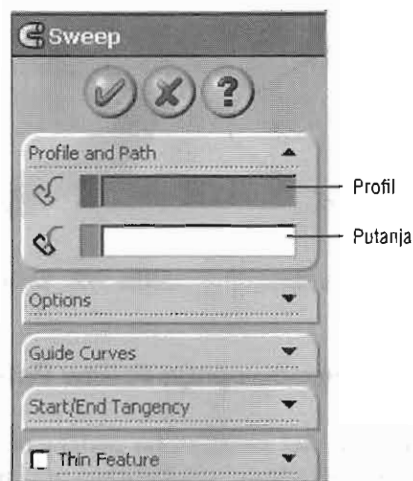 Sweep
?
Profile and Path
Profil
Putanja
Options
Guide Curves
Start/End Tangency
Thin Feature